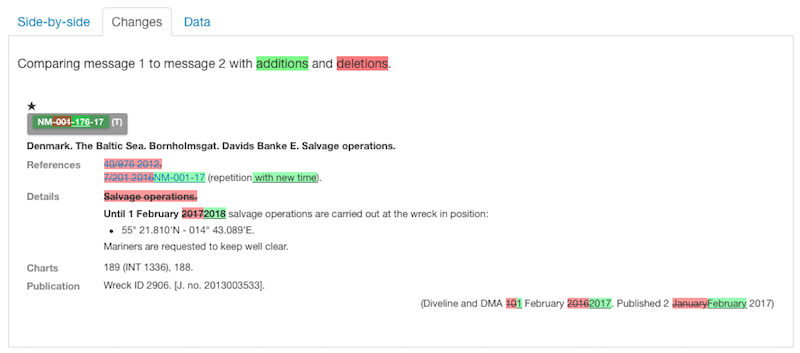 Side-by-side Changes Data
Comparing message 1 to message 2 with additions and deletions.
★
NM-001-176-17 (T)
Denmark. The Baltic Sea. Bornholmsgat. Davids Banke E. Salvage operations.
References 40/976 2012.
7/201 2016NM-001-17 (repetition with new time).
Details Salvage operations.
Until 1 February 20172018 salvage operations are carried out at the wreck in position:
• 55° 21.810'N - 014° 43.089'E.
Mariners are requested to keep well clear.
Charts 189 (INT 1336), 188.
Publication Wreck ID 2906. [J. no. 2013003533].
(Diveline and DMA 101 February 20162017. Published 2 JanuaryFebruary 2017)